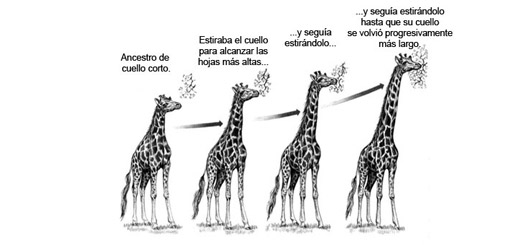 Ancestro de
cuello corto.
Estiraba el cuello
para alcanzar las
hojas más altas...
...y seguía
estirándolo...
...y seguía estirándolo
hasta que su cuello
se volvió progresivamente
más largo.